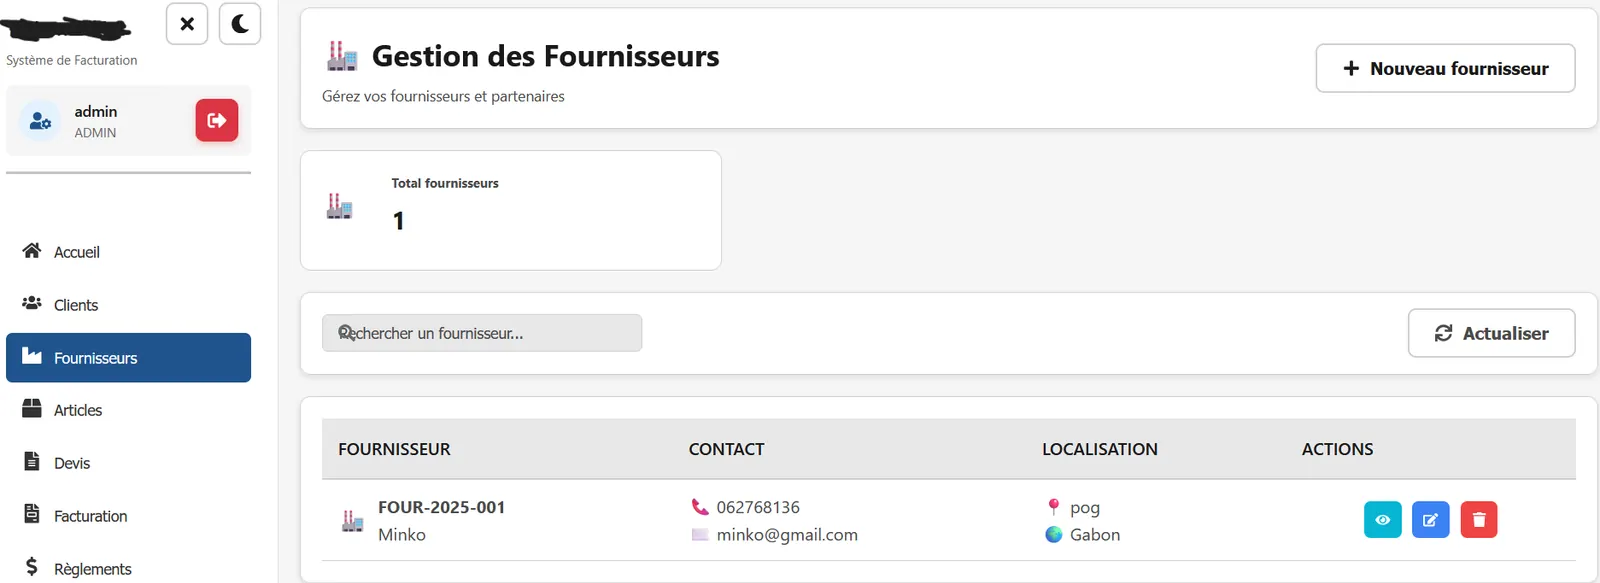 Système de Facturation
admin
ADMIN
Accueil
Clients
Fournisseurs
Articles
Devis
Facturation
Règlements
Gestion des Fournisseurs
Gérez vos fournisseurs et partenaires
Nouveau fournisseur
Total fournisseurs
1
Rechercher un fournisseur...
Actualiser
FOURNISSEUR CONTACT LOCALISATION ACTIONS
FOUR-2025-001 062768136 pog
Minko minko@gmail.com Gabon